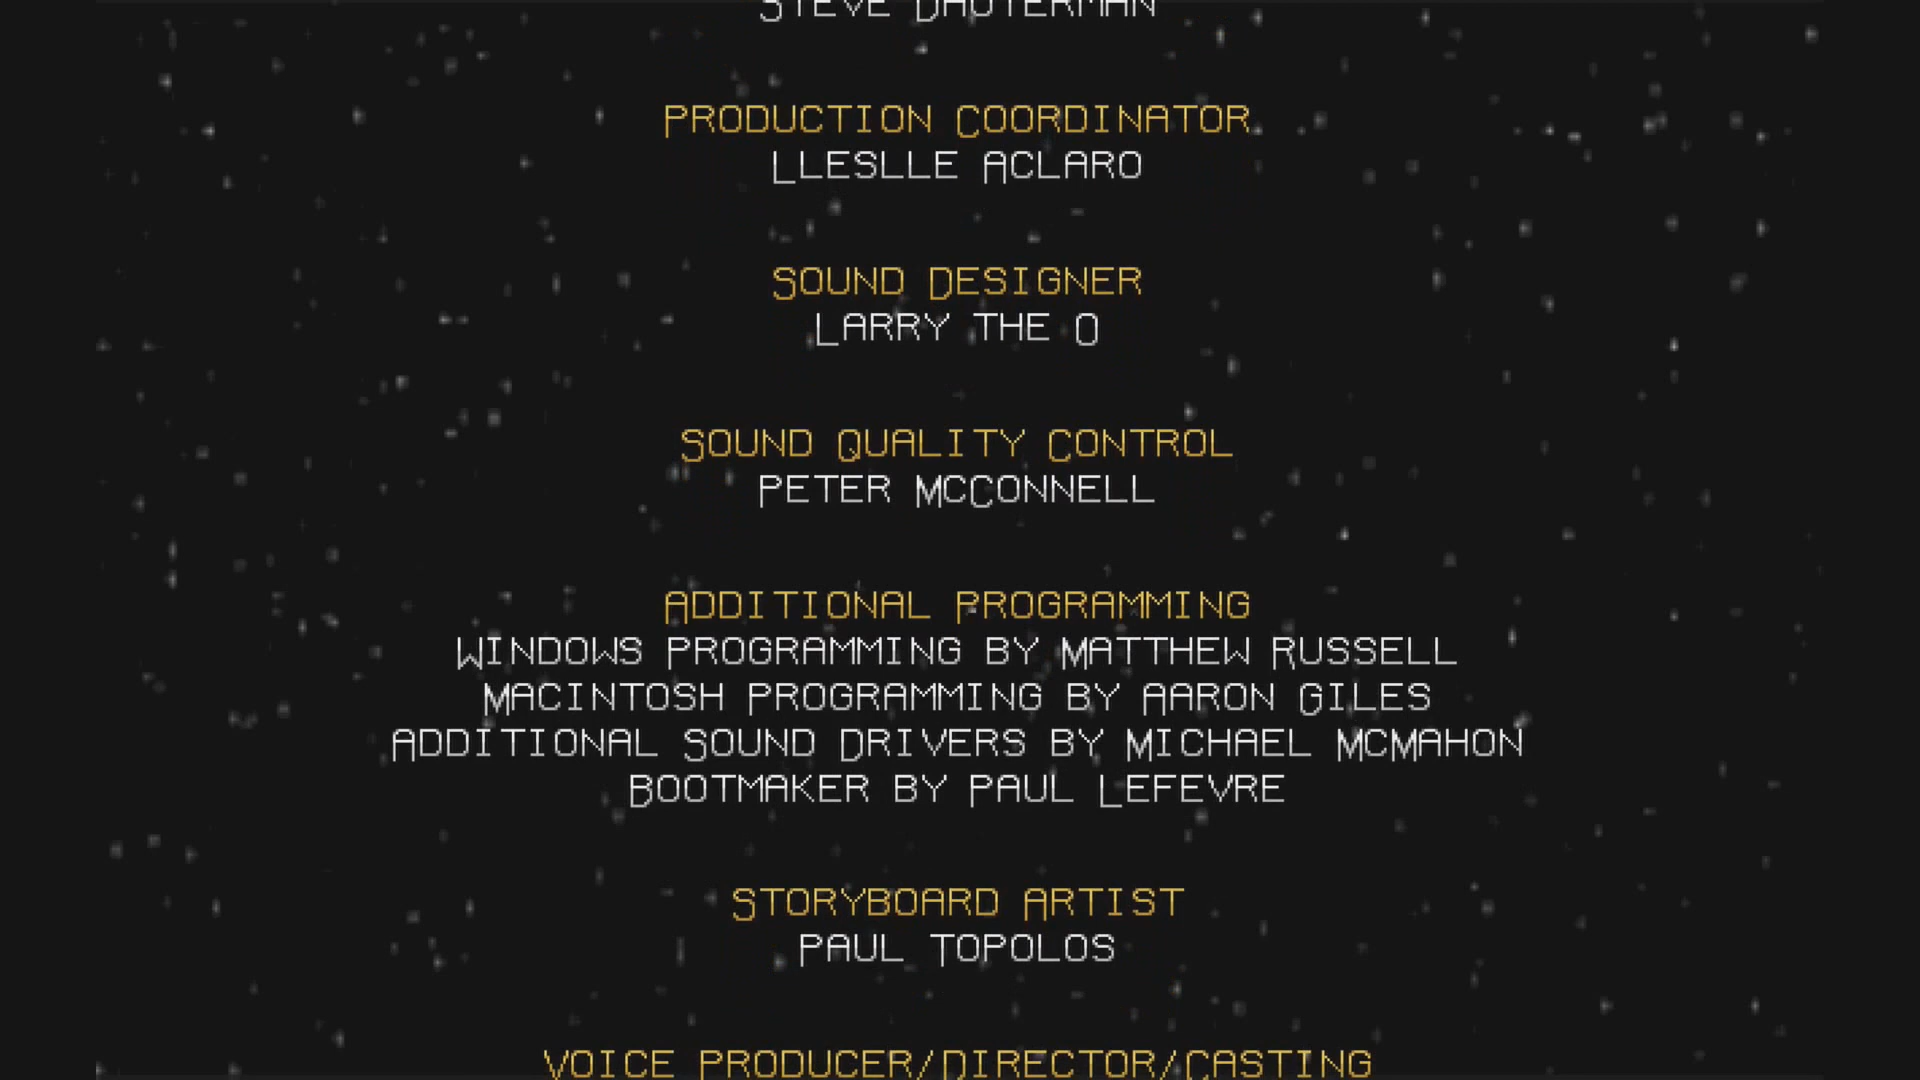 STEVE DAUTERMAN
PRODUCTION COORDINATOR
LLESLLE ACLARO
SOUND DESIGNER
LARRY THE O
SOUND QUALITY CONTROL
PETER MCCONNELL
ADDITIONAL PROGRAMMING
WINDOWS PROGRAMMING BY MATTHEW RUSSELL
MACINTOSH PROGRAMMING BY AARON GILES
ADDITIONAL SOUND DRIVERS BY MICHAEL MCMAHON
BOOTMAKER BY PAUL LEFEVRE
STORYBOARD ARTIST
PAUL TOPOLOS
VOICE PRODUCER/DIRECTOR/CASTING